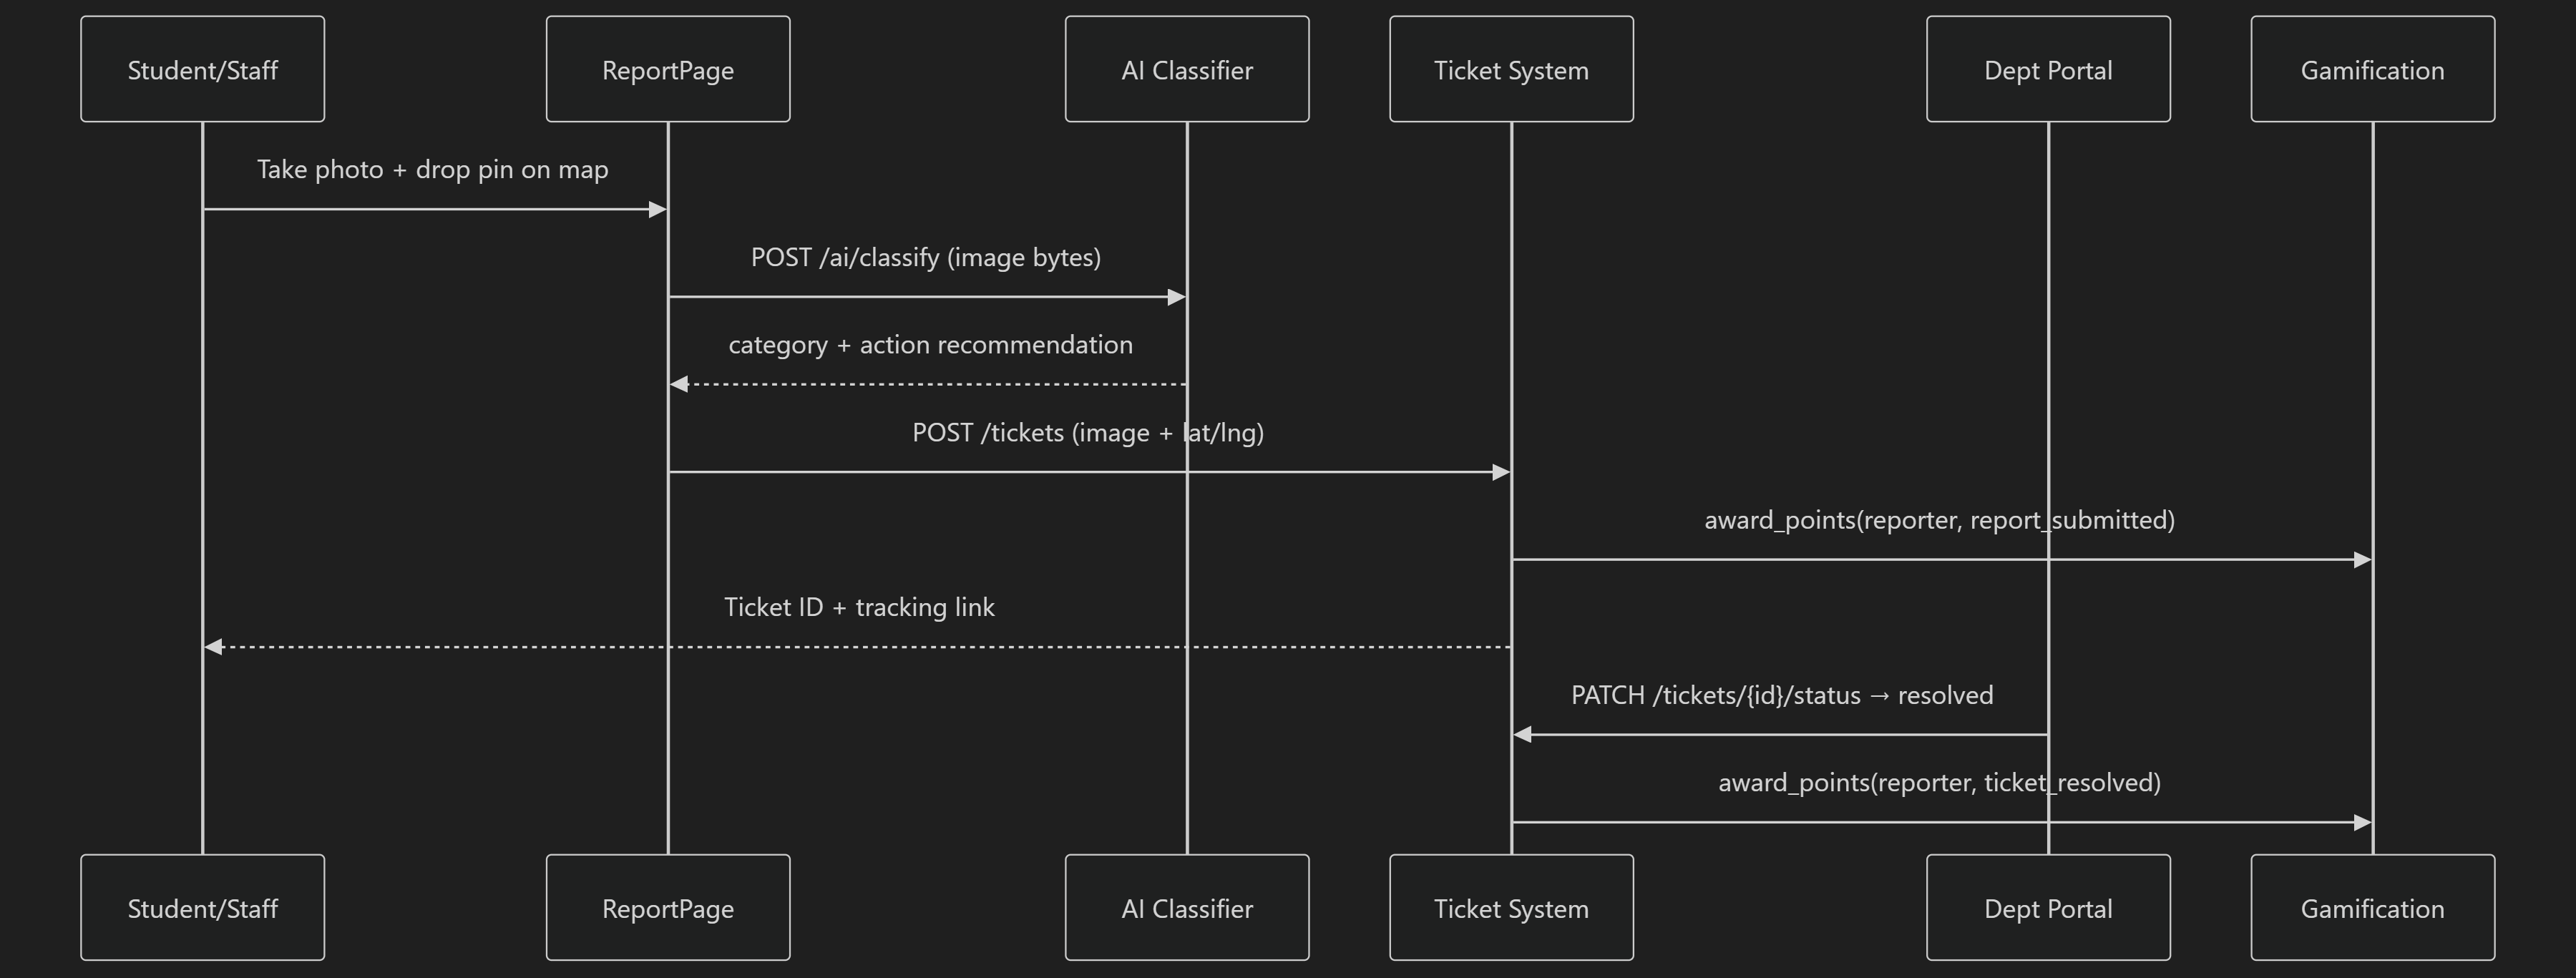 Student/Staff
ReportPage
AI Classifier
Ticket System
Dept Portal
Gamification
Take photo + drop pin on map
POST /ai/classify (image bytes)
category + action recommendation
POST /tickets (image + lat/lng)
award_points(reporter, report_submitted)
Ticket ID + tracking link
PATCH /tickets/{id}/status → resolved
award_points(reporter, ticket_resolved)
Student/Staff
ReportPage
AI Classifier
Ticket System
Dept Portal
Gamification